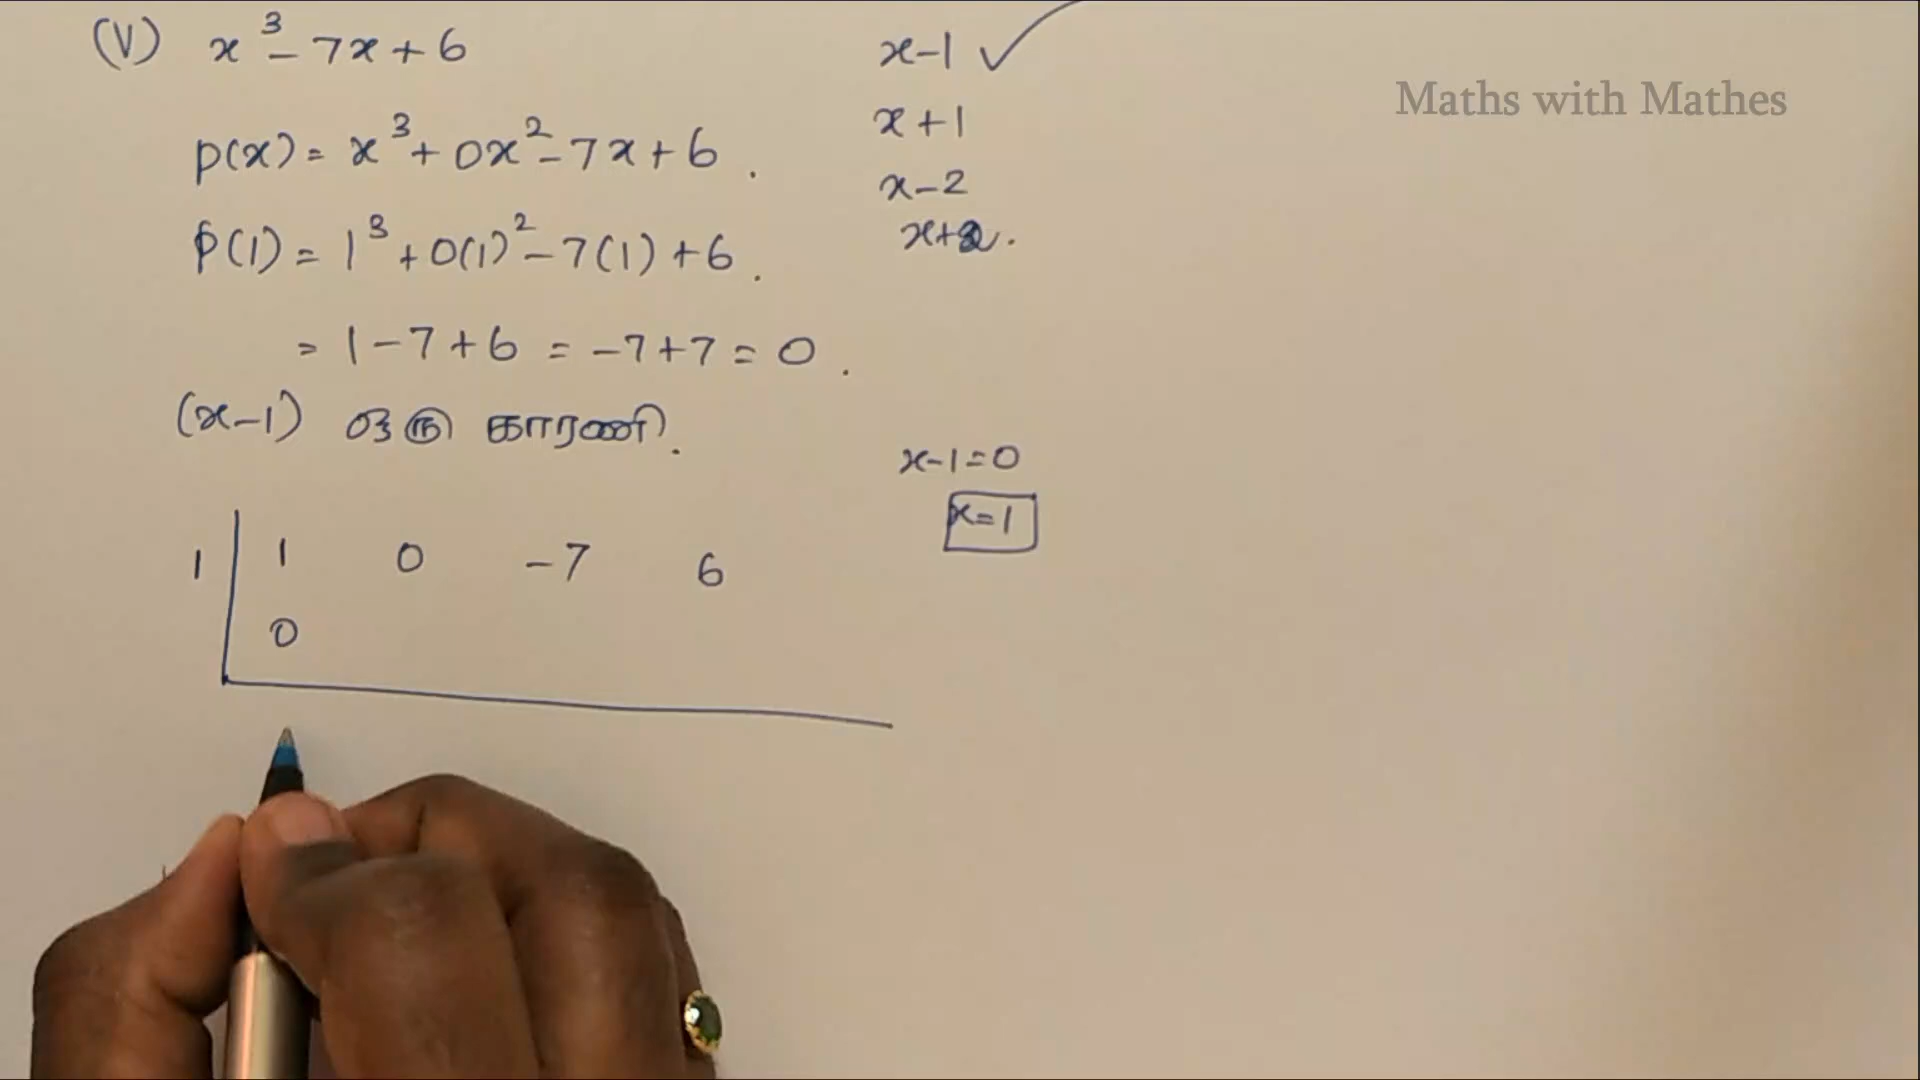 (V) x³ - 7x + 6
p(x) = x³ + 0x² - 7x + 6.
P(1) = 1³ + 0(1)² - 7(1) + 6.
= 1 - 7 + 6 = -7 + 7 = 0.
(x-1) ஒரு காரணி.
1 | 1 0 -7 6
0
x-1 ✓
x+1
x-2
x+2.
x-1=0
x=1
Maths with Mathes